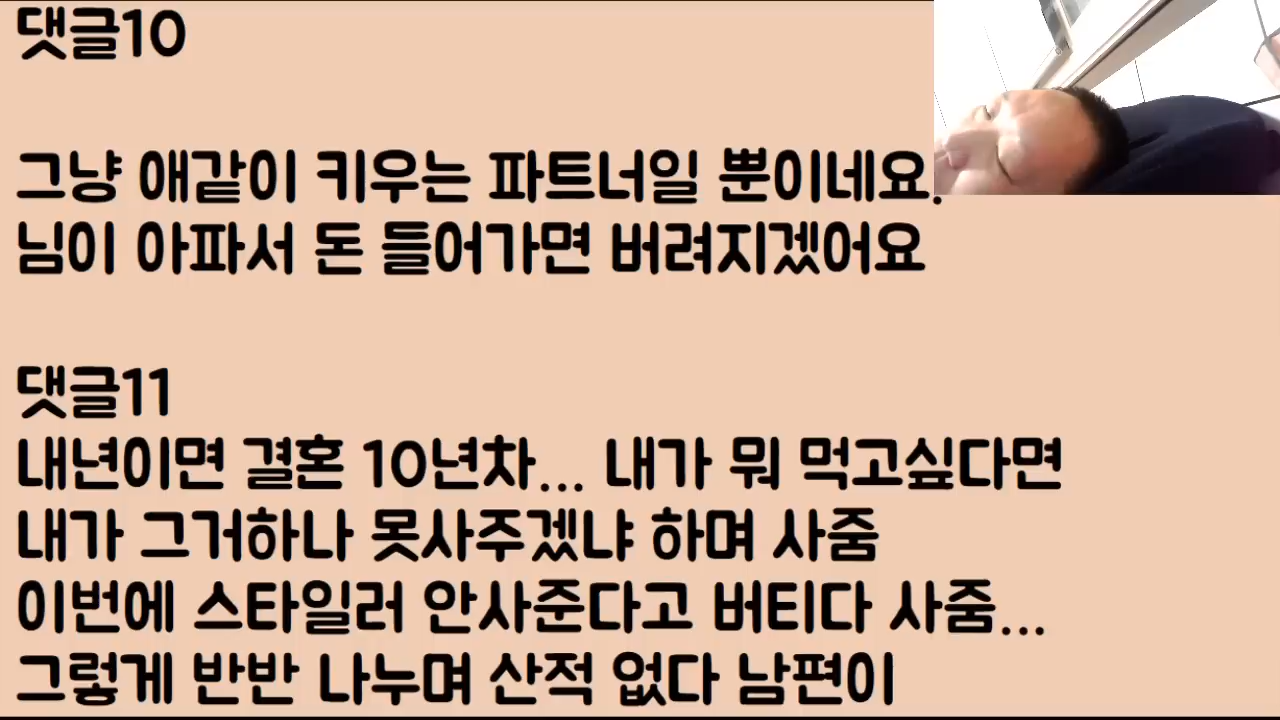 댓글10
그냥 애같이 키우는 파트너일 뿐이네요.
님이 아파서 돈 들어가면 버려지겠어요
댓글11
내년이면 결혼 10년차... 내가 뭐 먹고싶다면
내가 그거하나 못사주겠냐 하며 사줌
이번에 스타일러 안사준다고 버티다 사줌...
그렇게 반반 나누며 산적 없다 남편이